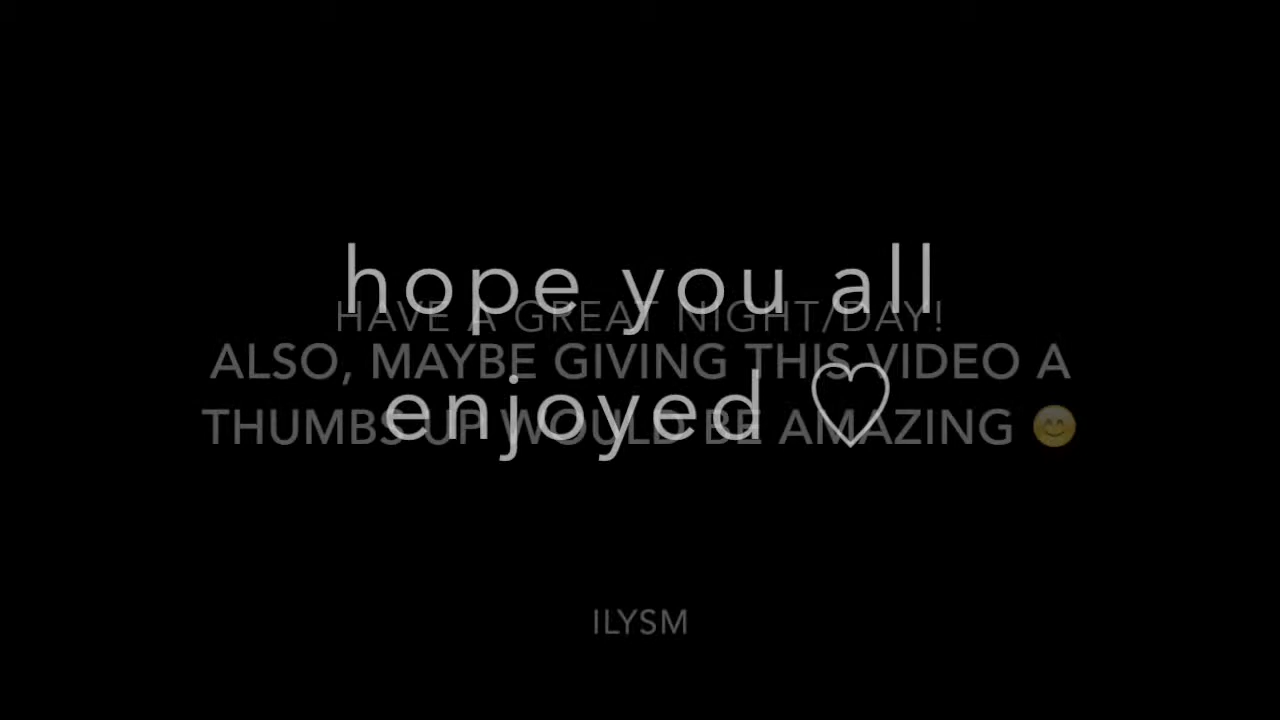 hope you all
HAVE A GREAT NIGHT/DAY!
ALSO, MAYBE GIVING THIS VIDEO A
enjoyed ♡
THUMBS UP WOULD BE AMAZING 😊
ILYSM